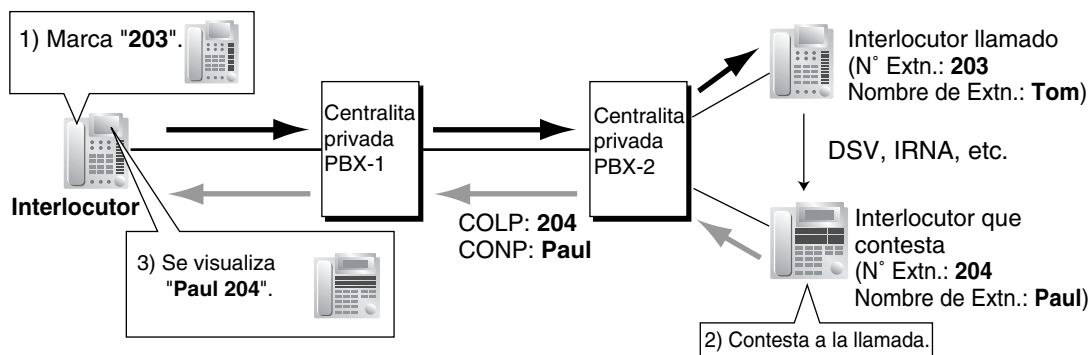 1) Marca "203".
Interlocutor
Centralita
privada
PBX-1
Centralita
privada
PBX-2
Interlocutor llamado
(N° Extn.: 203
Nombre de Extn.: Tom)
DSV, IRNA, etc.
COLP: 204
CONP: Paul
Interlocutor que
contesta
(N° Extn.: 204
Nombre de Extn.: Paul)
2) Contesta a la llamada.
3) Se visualiza
"Paul 204".